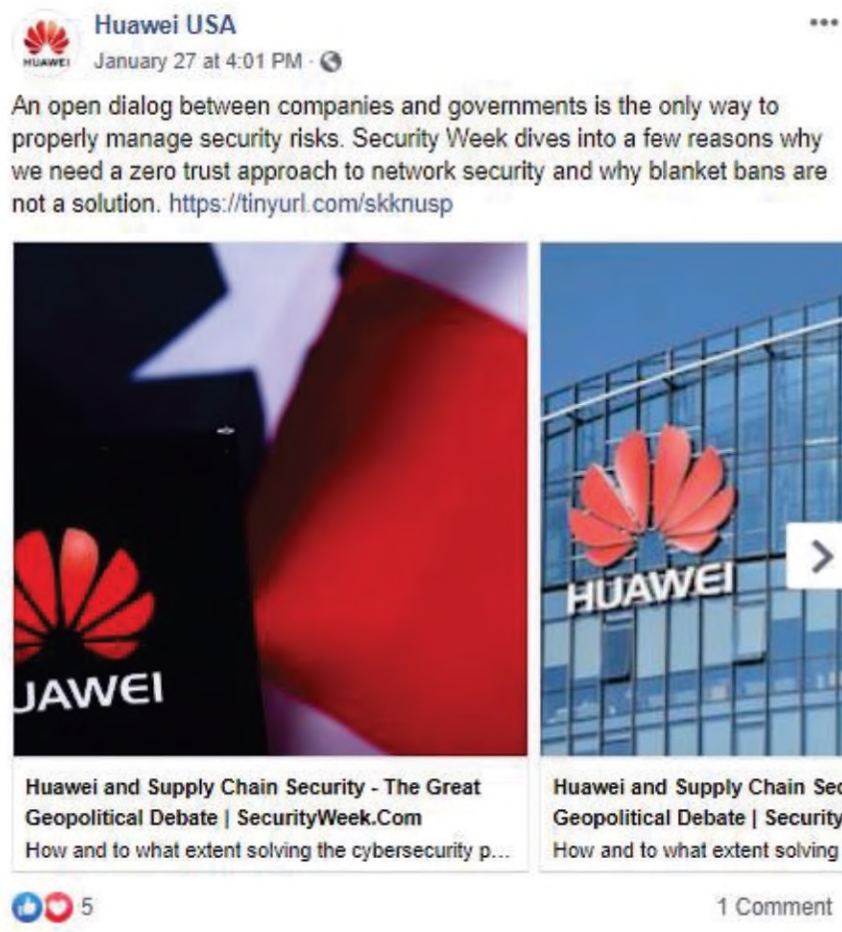 Huawei USA
HUAWEI
January 27 at 4:01 PM ·
An open dialog between companies and governments is the only way to
properly manage security risks. Security Week dives into a few reasons why
we need a zero trust approach to network security and why blanket bans are
not a solution. https://tinyurl.com/skknusp
UAWEI
HUAWEI
Huawei and Supply Chain Security - The Great
Geopolitical Debate | SecurityWeek.Com
How and to what extent solving the cybersecurity p...
Huawei and Supply Chain Sec
Geopolitical Debate | Security
How and to what extent solving
5
1 Comment